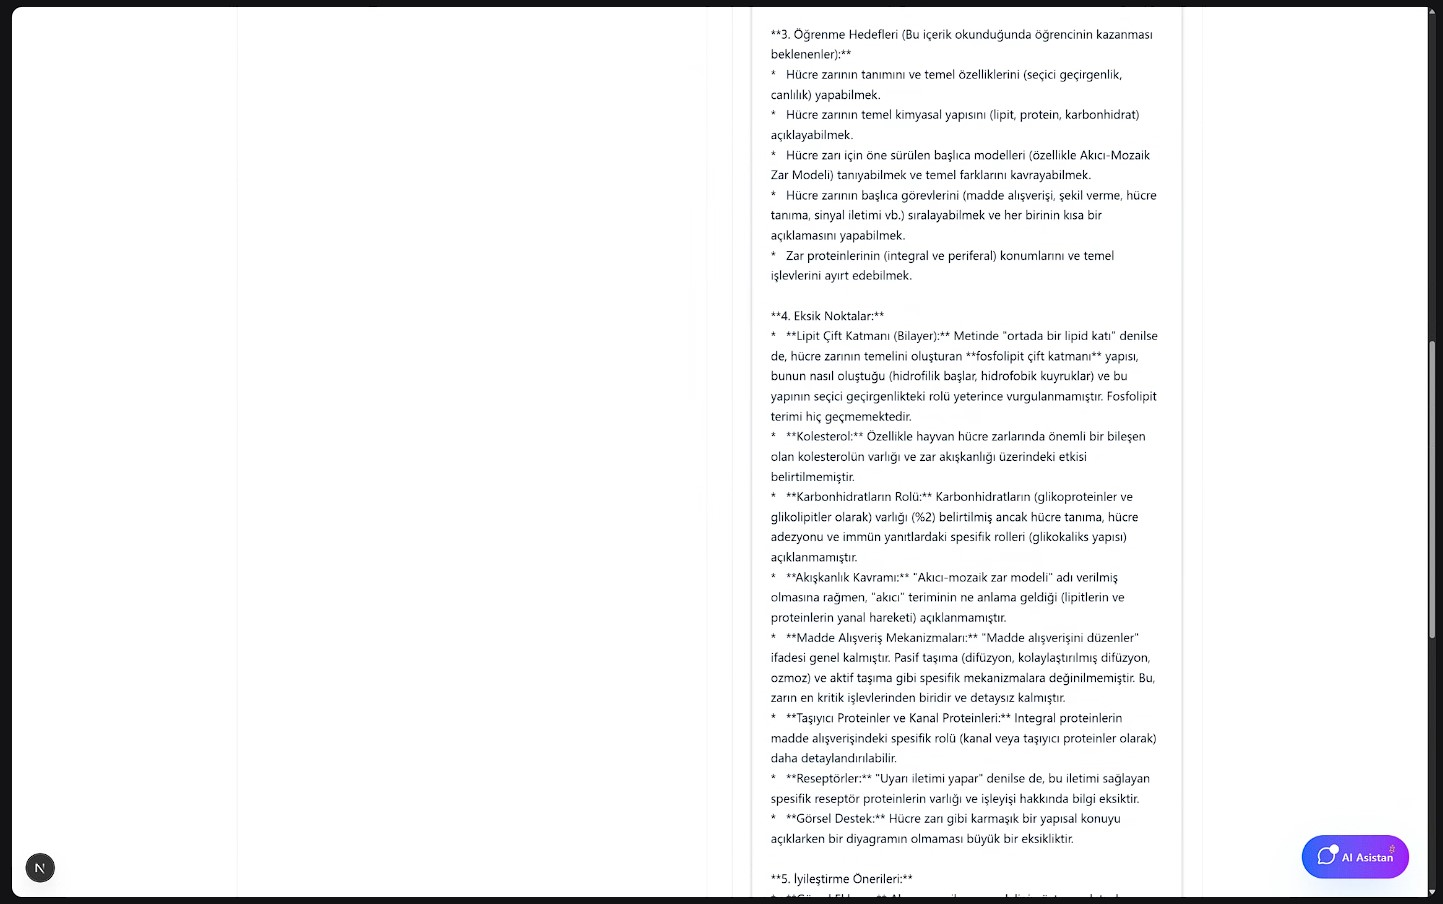 **3. Öğrenme Hedefleri (Bu içerik okunduğunda öğrencinin kazanması
beklenenler):**
* Hücre zarının tanımını ve temel özelliklerini (seçici geçirgenlik,
canlılık) yapabilmek.
* Hücre zarının temel kimyasal yapısını (lipit, protein, karbonhidrat)
açıklayabilmek.
* Hücre zarı için öne sürülen başlıca modelleri (özellikle Akıcı-Mozaik
Zar Modeli) tanıyabilmek ve temel farklarını kavrayabilmek.
* Hücre zarının başlıca görevlerini (madde alışverişi, şekil verme, hücre
tanıma, sinyal iletimi vb.) sıralayabilmek ve her birinin kısa bir
açıklamasını yapabilmek.
* Zar proteinlerinin (integral ve periferal) konumlarını ve temel
işlevlerini ayırt edebilmek.
**4. Eksik Noktalar:**
* **Lipit Çift Katmanı (Bilayer):** Metinde "ortada bir lipid katı" denilse
de, hücre zarının temelini oluşturan **fosfolipit çift katmanı** yapısı,
bunun nasıl oluştuğu (hidrofilik başlar, hidrofobik kuyruklar) ve bu
yapının seçici geçirgenlikteki rolü yeterince vurgulanmamıştır. Fosfolipit
terimi hiç geçmemektedir.
* **Kolesterol:** Özellikle hayvan hücre zarlarında önemli bir bileşen
olan kolesterolün varlığı ve zar akışkanlığı üzerindeki etkisi
belirtilmemiştir.
* **Karbonhidratların Rolü:** Karbonhidratların (glikoproteinler ve
glikolipitler olarak) varlığı (%2) belirtilmiş ancak hücre tanıma, hücre
adezyonu ve immün yanıtlardaki spesifik rolleri (glikokaliks yapısı)
açıklanmamıştır.
* **Akışkanlık Kavramı:** "Akıcı-mozaik zar modeli" adı verilmiş
olmasına rağmen, "akıcı" teriminin ne anlama geldiği (lipitlerin ve
proteinlerin yanal hareketi) açıklanmamıştır.
* **Madde Alışveriş Mekanizmaları:** "Madde alışverişini düzenler"
ifadesi genel kalmıştır. Pasif taşıma (difüzyon, kolaylaştırılmış difüzyon,
ozmoz) ve aktif taşıma gibi spesifik mekanizmalara değinilmemiştir. Bu,
zarın en kritik işlevlerinden biridir ve detaysız kalmıştır.
* **Taşıyıcı Proteinler ve Kanal Proteinleri:** Integral proteinlerin
madde alışverişindeki spesifik rolü (kanal veya taşıyıcı proteinler olarak)
daha detaylandırılabilir.
* **Reseptörler:** "Uyarı iletimi yapar" denilse de, bu iletimi sağlayan
spesifik reseptör proteinlerin varlığı ve işleyişi hakkında bilgi eksiktir.
* **Görsel Destek:** Hücre zarı gibi karmaşık bir yapısal konuyu
açıklarken bir diyagramın olmaması büyük bir eksikliktir.
**5. İyileştirme Önerileri:**
N
AI Asistan